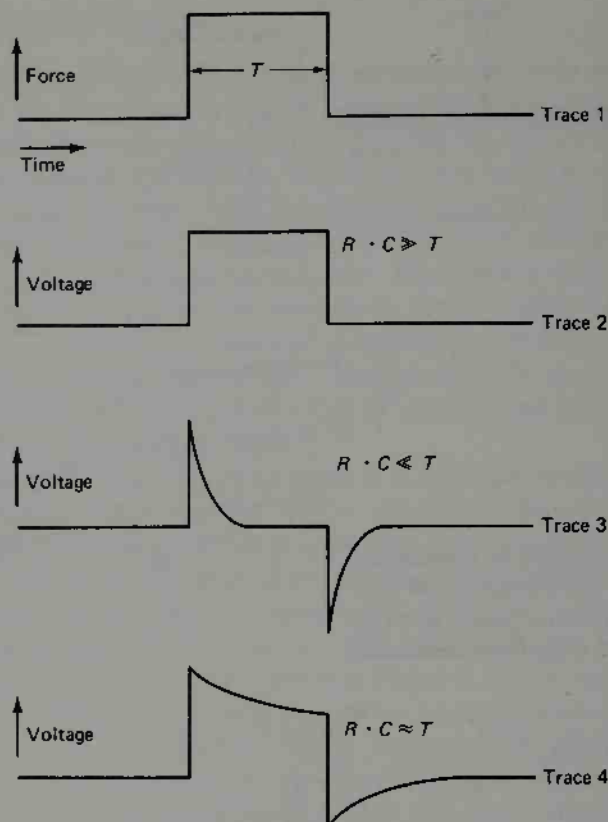 Force
T
Trace 1
Time
R · C ≫ T
Voltage
Trace 2
R · C ≪ T
Voltage
Trace 3
R · C ≈ T
Voltage
Trace 4